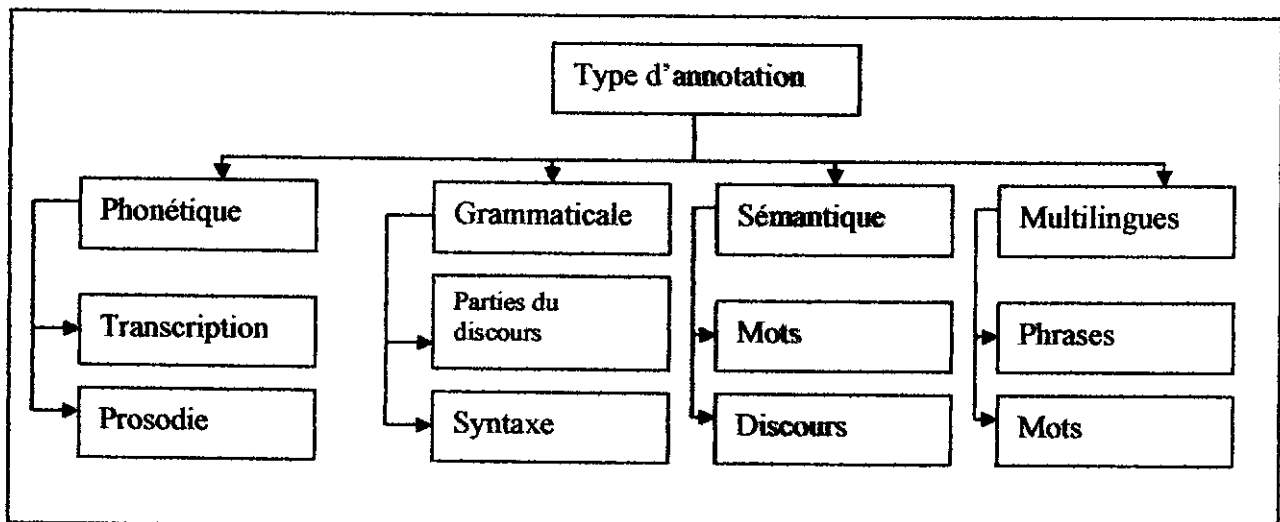 Type d'annotation
Phonétique
Grammaticale
Sémantique
Multilingues
Transcription
Parties du
discours
Mots
Phrases
Prosodie
Syntaxe
Discours
Mots